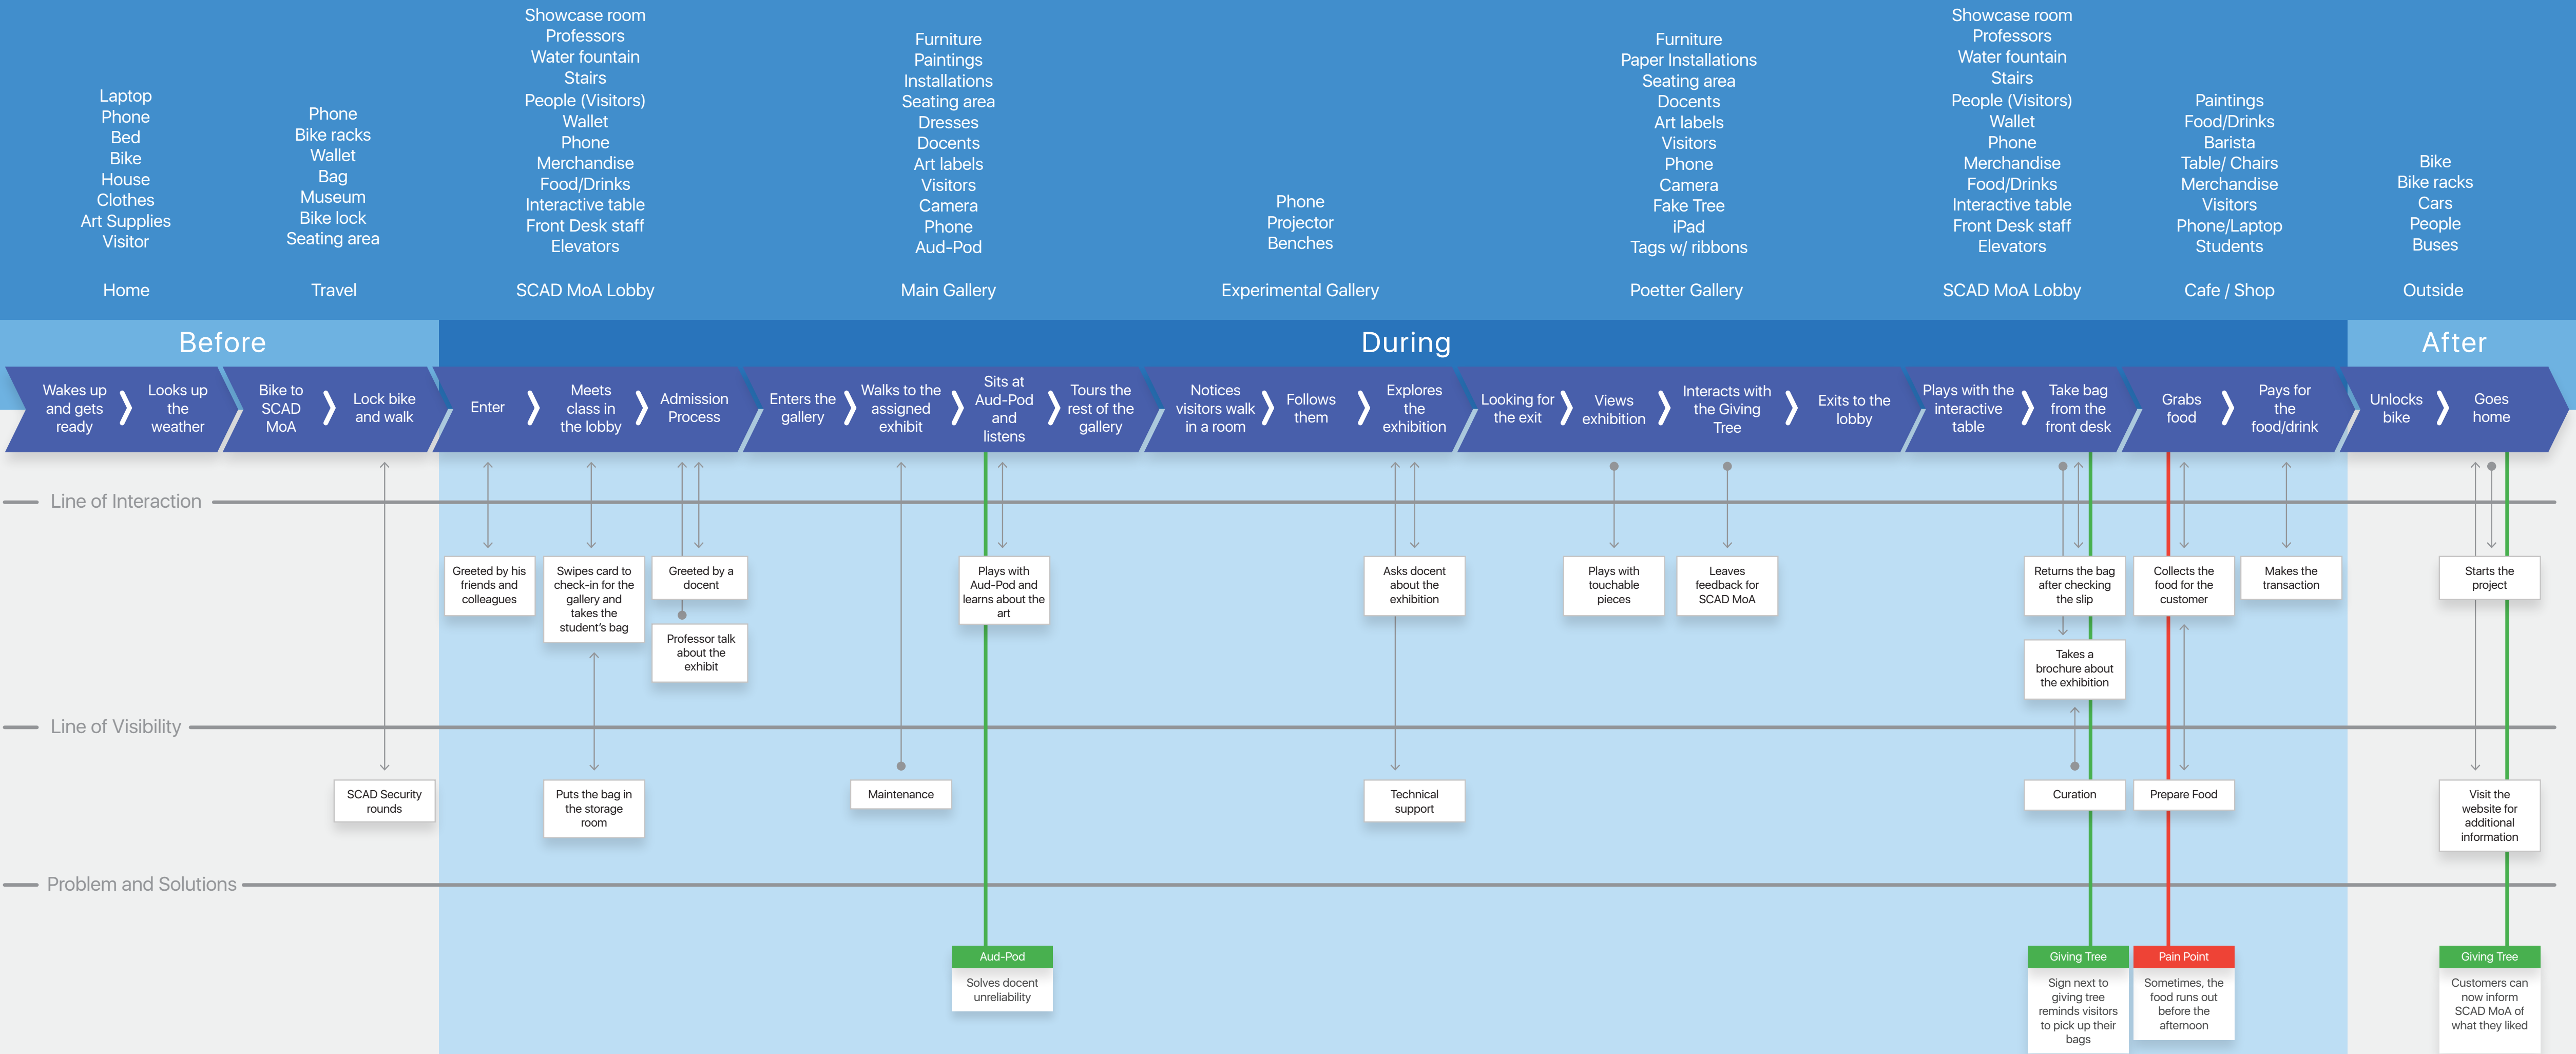 Laptop
Phone
Bed
Bike
House
Clothes
Art Supplies
Visitor
Home
Phone
Bike racks
Wallet
Bag
Museum
Bike lock
Seating area
Travel
Showcase room
Professors
Water fountain
Stairs
People (Visitors)
Wallet
Phone
Merchandise
Food/Drinks
Interactive table
Front Desk staff
Elevators
SCAD MoA Lobby
Furniture
Paintings
Installations
Seating area
Dresses
Docents
Art labels
Visitors
Camera
Phone
Aud-Pod
Main Gallery
Phone
Projector
Benches
Experimental Gallery
Furniture
Paper Installations
Seating area
Docents
Art labels
Visitors
Phone
Camera
Fake Tree
iPad
Tags w/ ribbons
Poetter Gallery
Showcase room
Professors
Water fountain
Stairs
People (Visitors)
Wallet
Phone
Merchandise
Food/Drinks
Interactive table
Front Desk staff
Elevators
SCAD MoA Lobby
Paintings
Food/Drinks
Barista
Table/ Chairs
Merchandise
Visitors
Phone/Laptop
Students
Cafe / Shop
Bike
Bike racks
Cars
People
Buses
Outside
Before
During
After
Wakes up
and gets
ready
Looks up
the
weather
Bike to
SCAD
MoA
Lock bike
and walk
Enter
Meets
class in
the lobby
Admission
Process
Enters the
gallery
Walks to the
assigned
exhibit
Sits at
Aud-Pod
and
listens
Tours the
rest of the
gallery
Notices
visitors walk
in a room
Follows
them
Explores
the
exhibition
Looking for
the exit
Views
exhibition
Interacts with
the Giving
Tree
Exits to the
lobby
Plays with the
interactive
table
Take bag
from the
front desk
Grabs
food
Pays for
the
food/drink
Unlocks
bike
Goes
home
Line of Interaction
Greeted by his
friends and
colleagues
Swipes card to
check-in for the
gallery and
takes the
student's bag
Greeted by a
docent
Professor talk
about the
exhibit
Plays with
Aud-Pod and
learns about the
art
Asks docent
about the
exhibition
Plays with
touchable
pieces
Leaves
feedback for
SCAD MoA
Returns the bag
after checking
the slip
Takes a
brochure about
the exhibition
Collects the
food for the
customer
Makes the
transaction
Starts the
project
Line of Visibility
SCAD Security
rounds
Puts the bag in
the storage
room
Maintenance
Technical
support
Curation
Prepare Food
Visit the
website for
additional
information
Problem and Solutions
Aud-Pod
Solves docent
unreliability
Giving Tree
Sign next to
giving tree
reminds visitors
to pick up their
bags
Pain Point
Sometimes, the
food runs out
before the
afternoon
Giving Tree
Customers can
now inform
SCAD MoA of
what they liked